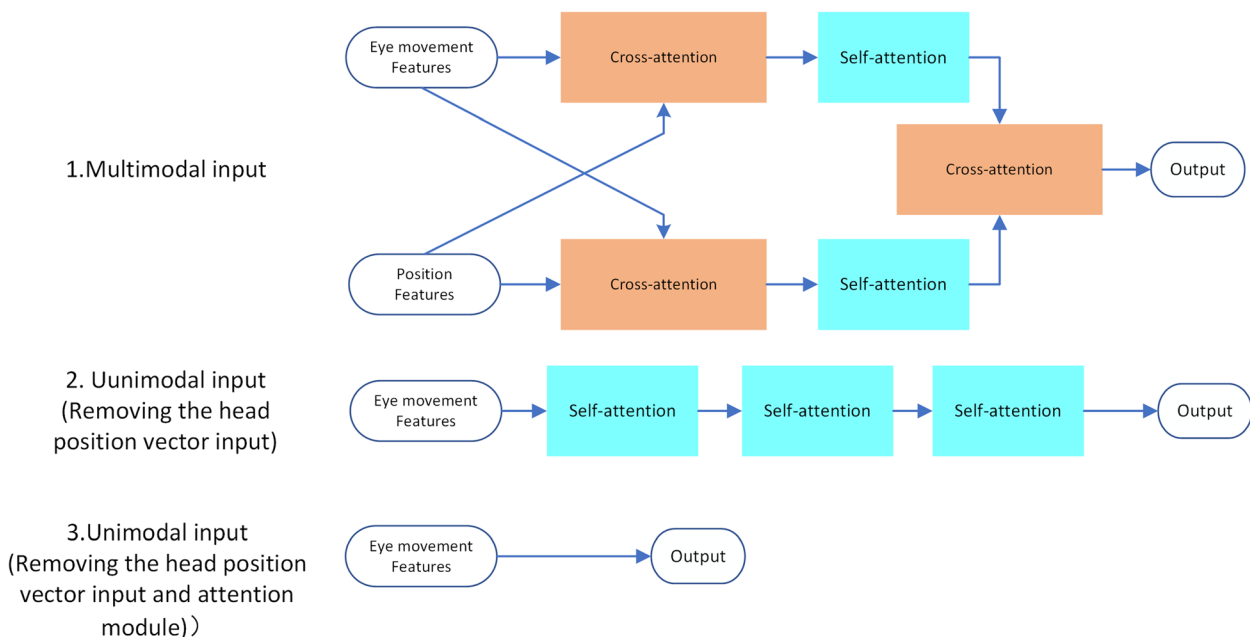 Eye movement
Features
Cross-attention
Self-attention
1.Multimodal input
Cross-attention
Output
Position
Features
Cross-attention
Self-attention
2. Uunimodal input
(Removing the head
position vector input)
Eye movement
Features
Self-attention
Self-attention
Self-attention
Output
3.Unimodal input
(Removing the head position
vector input and attention
module)）
Eye movement
Features
Output